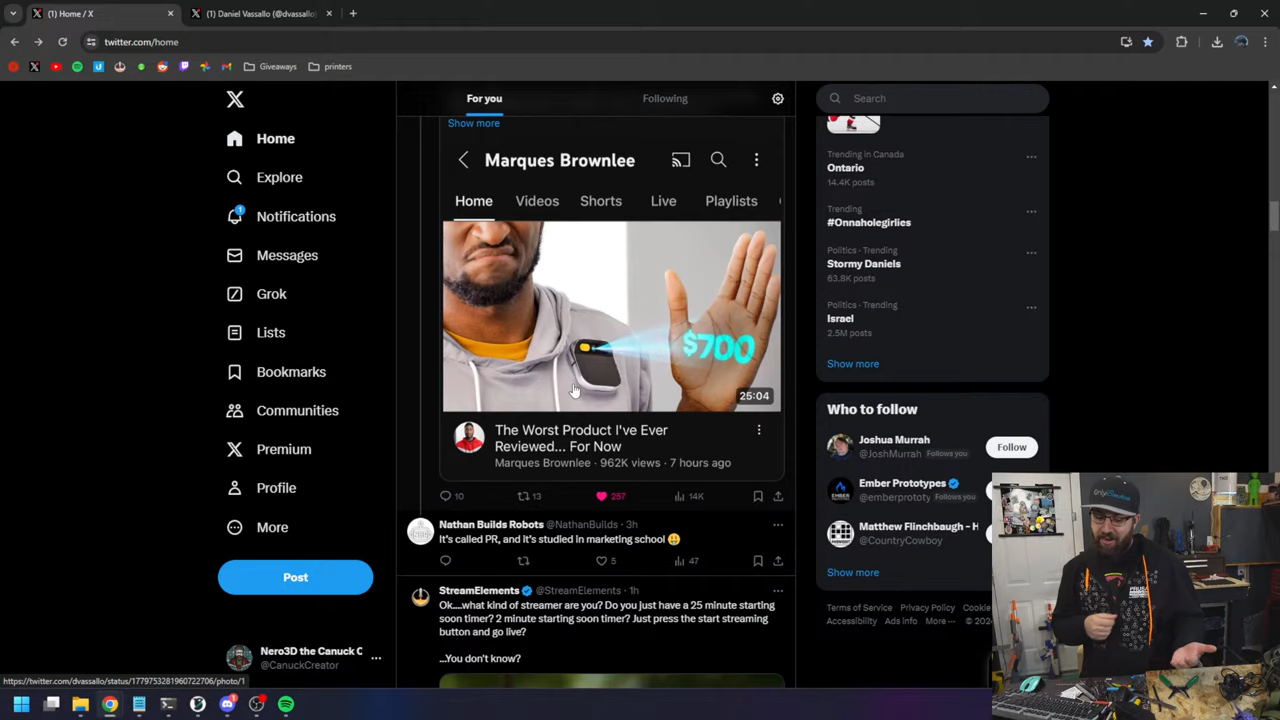 (1) Home / X
(1) Daniel Vassallo (@dvassallo)
twitter.com/home
Giveaways
printers
X
Home
Explore
1
Notifications
Messages
Grok
Lists
Bookmarks
Communities
Premium
Profile
More
Post
Nero3D the Canuck C
@CanuckCreator
https://twitter.com/dvassallo/status/1779753281960722706/photo/1
For you
Following
Show more
Marques Brownlee
Home
Videos
Shorts
Live
Playlists
$700
25:04
The Worst Product I've Ever
Reviewed... For Now
Marques Brownlee · 962K views · 7 hours ago
10
13
257
14K
Nathan Builds Robots @NathanBuilds · 3h
It's called PR, and it's studied in marketing school
5
47
StreamElements @StreamElements · 1h
Ok....what kind of streamer are you? Do you just have a 25 minute starting
soon timer? 2 minute starting soon timer? Just press the start streaming
button and go live?
...You don't know?
Search
Trending in Canada
Ontario
14.4K posts
Trending
#Onnaholegirlies
Politics · Trending
Stormy Daniels
63.8K posts
Politics · Trending
Israel
2.5M posts
Show more
Who to follow
Joshua Murrah
@JoshMurrah Follows you
Follow
Ember Prototypes
@emberprototy Follows you
Matthew Flinchbaugh - H
@CountryCowboy
Show more
Terms of Service Privacy Policy Cookie
Accessibility Ads info More ...